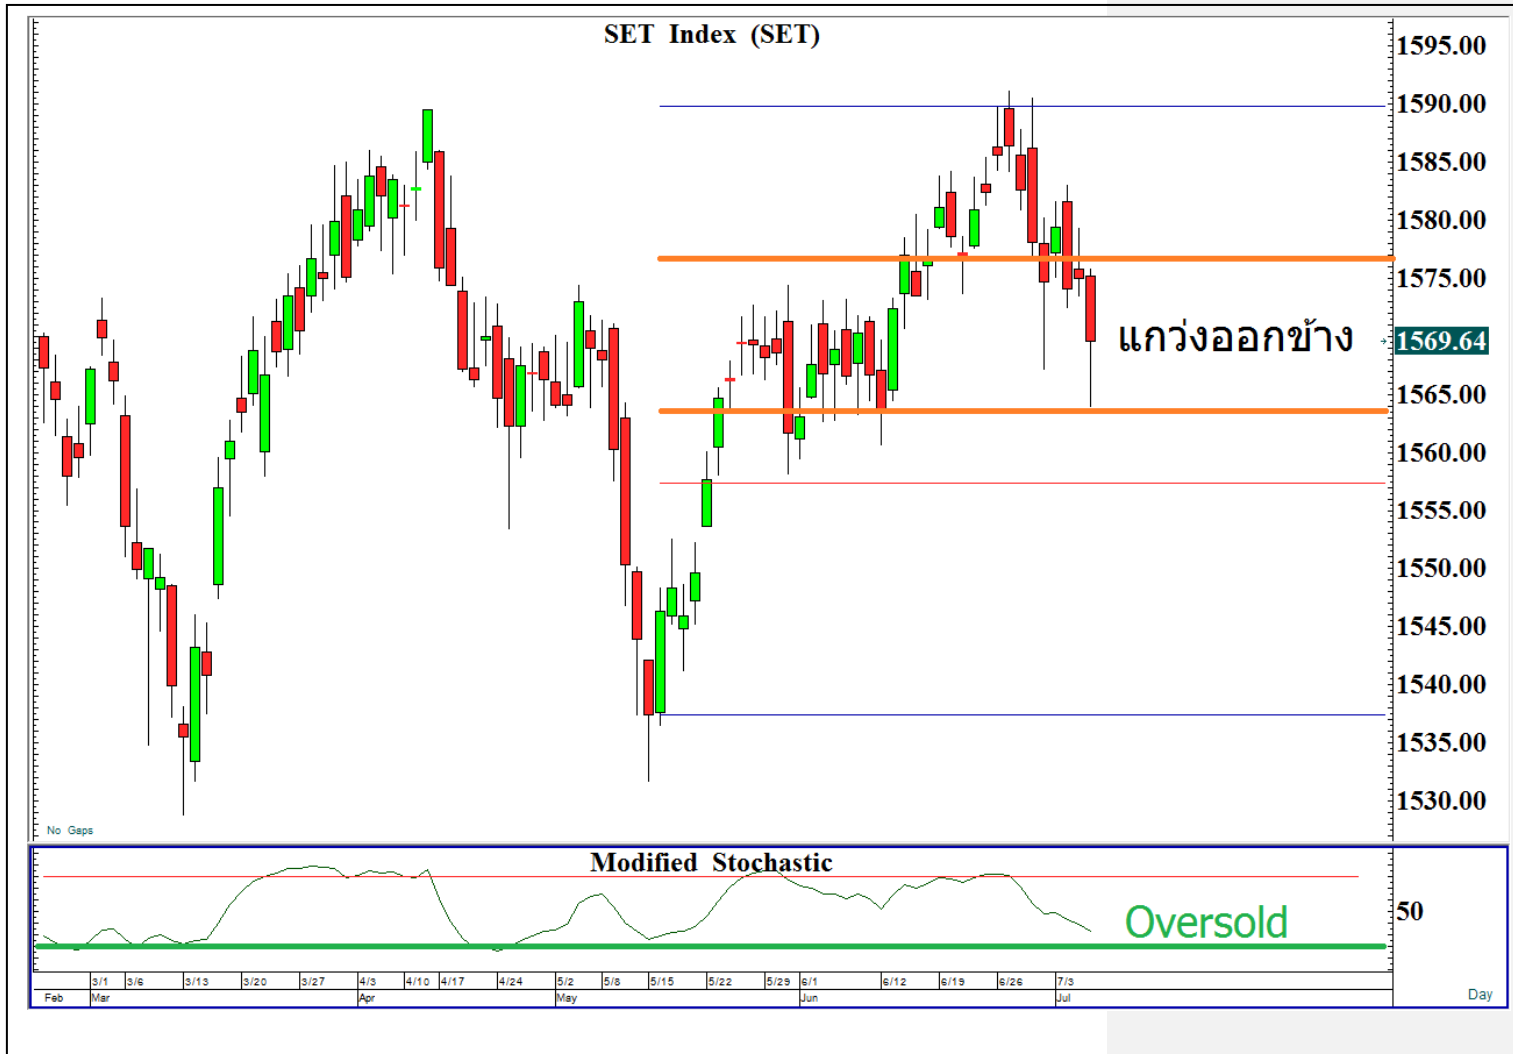 SET Index (SET)
1595.00
1590.00
1585.00
1580.00
1575.00
แกว่งออกข้าง
1569.64
1565.00
1560.00
1555.00
1550.00
1545.00
1540.00
1535.00
1530.00
No Gaps
Modified Stochastic
50
Oversold
3/1 3/6 3/13 3/20 3/27 4/3 4/10 4/17 4/24 5/2 5/8 5/15 5/22 5/29 6/1 6/12 6/19 6/26 7/3
Feb Mar Apr May Jun Jul Day